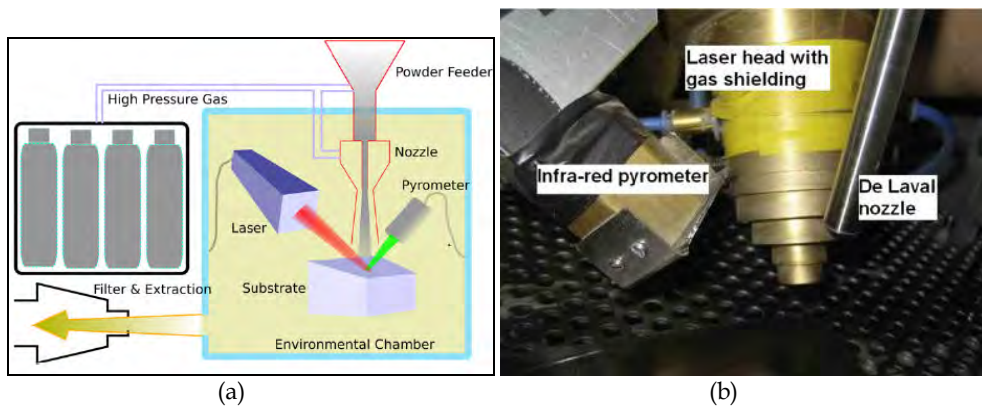 Powder Feeder
High Pressure Gas
Nozzle
Pyrometer
Laser
Substrate
Filter & Extraction
Environmental Chamber
(a)
Laser head with
gas shielding
Infra-red pyrometer
De Laval
nozzle
(b)